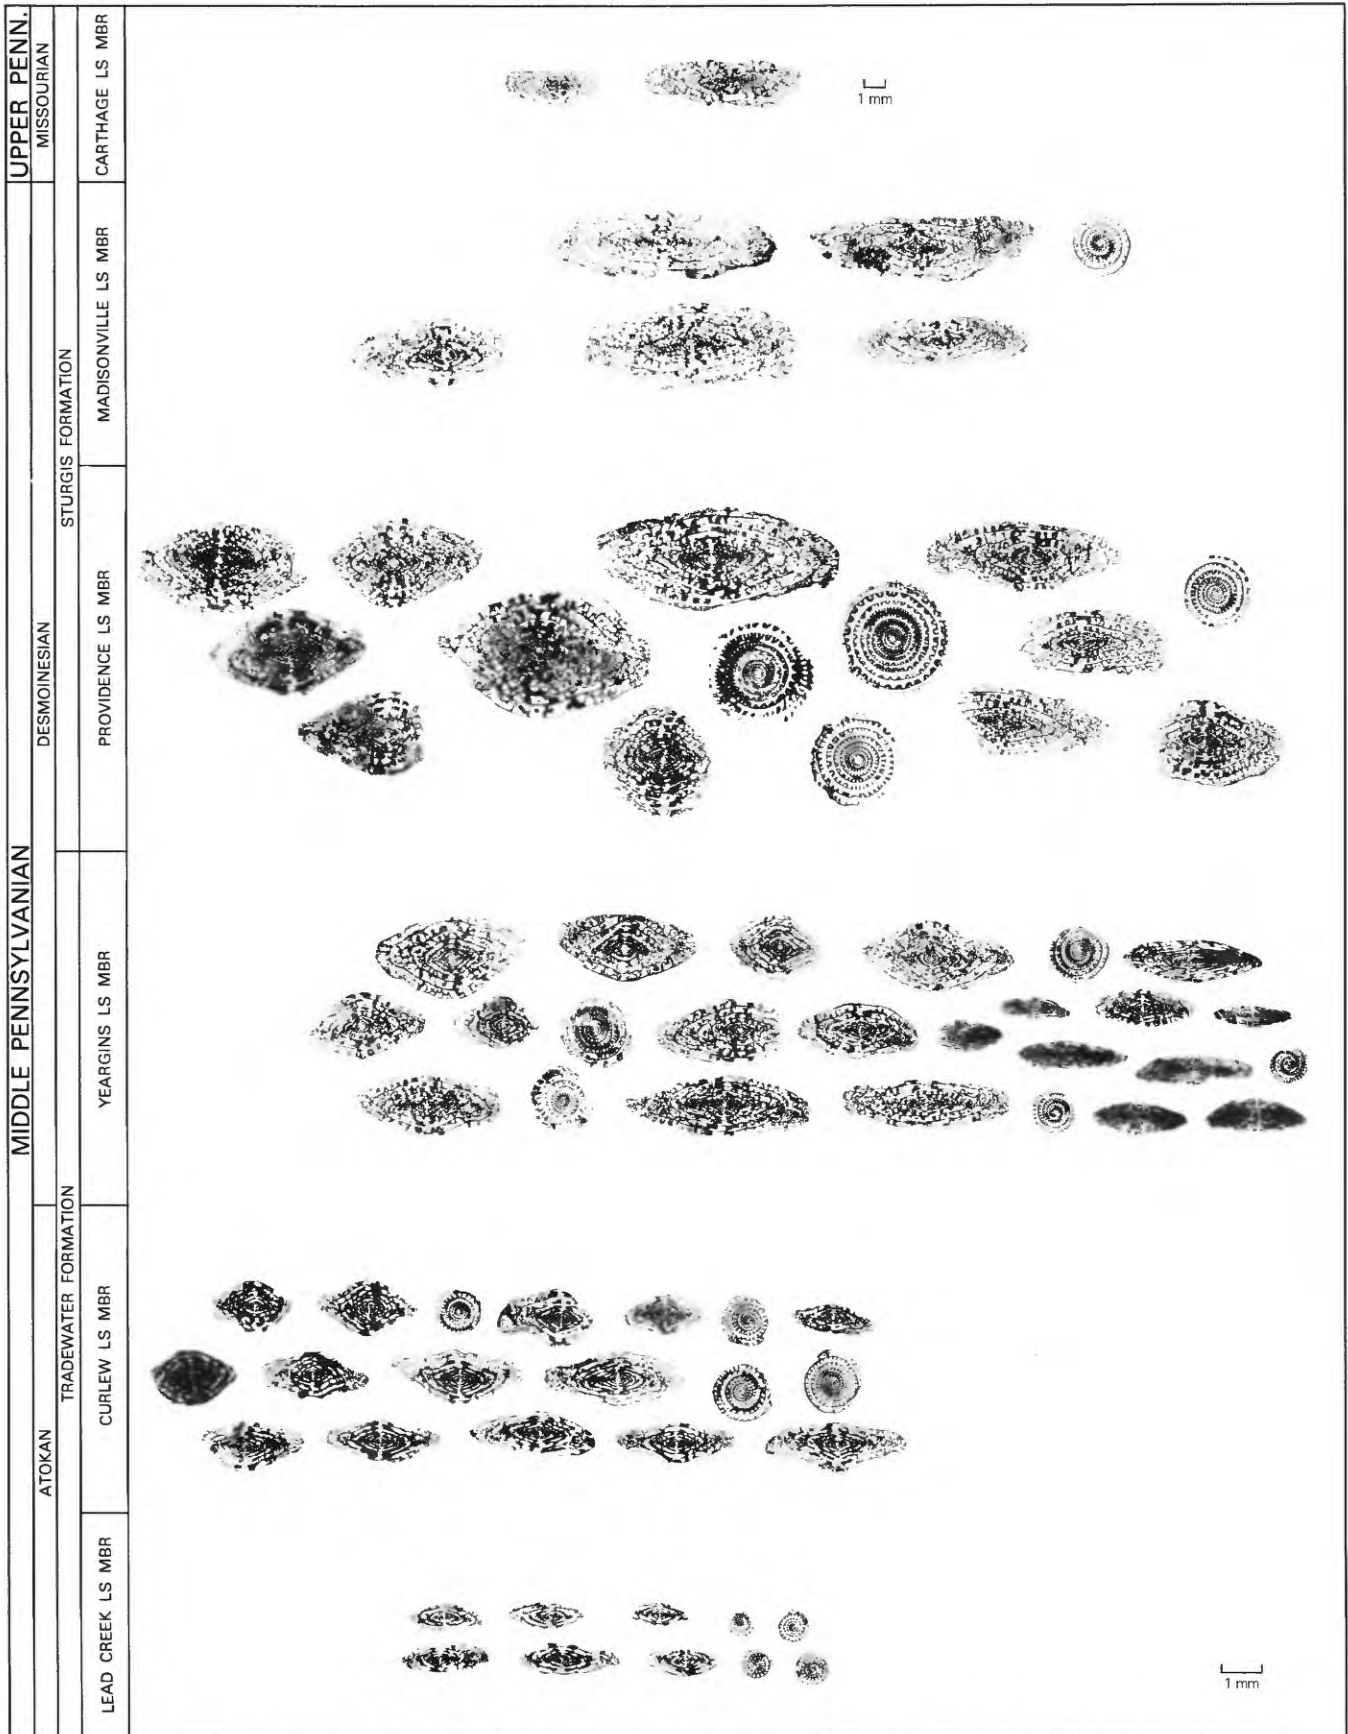 UPPER PENN.
MISSOURIAN
CARTHAGE LS MBR
1 mm
MIDDLE PENNSYLVANIAN
DESMOINESIAN
STURGIS FORMATION
MADISONVILLE LS MBR
PROVIDENCE LS MBR
TRADEWATER FORMATION
YEARGINS LS MBR
ATOKAN
CURLEW LS MBR
LEAD CREEK LS MBR
1 mm